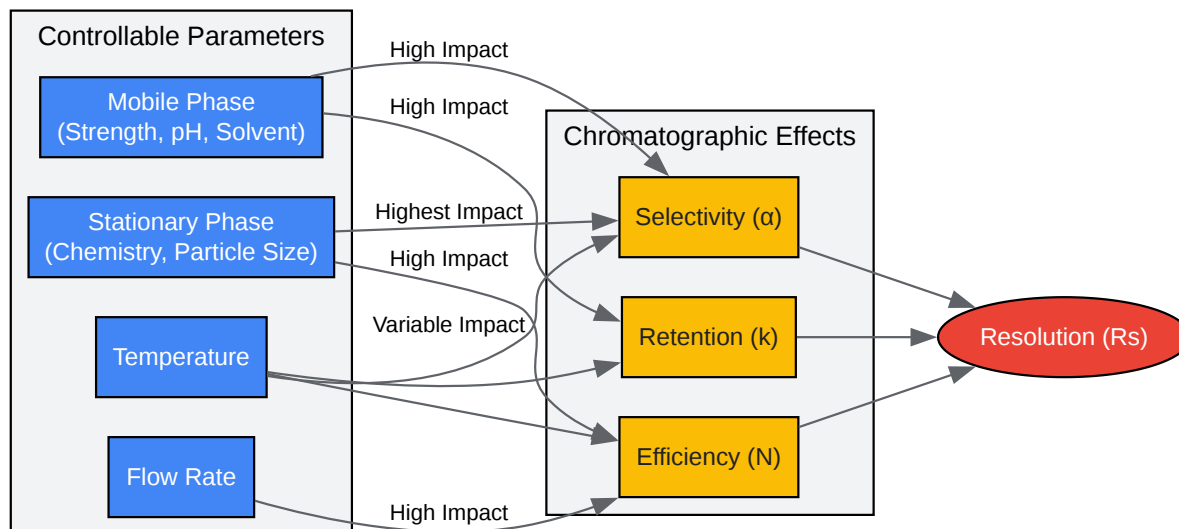 Controllable Parameters
Mobile Phase
(Strength, pH, Solvent)
Stationary Phase
(Chemistry, Particle Size)
Temperature
Flow Rate
High Impact
High Impact
Highest Impact
High Impact
Variable Impact
High Impact
Chromatographic Effects
Selectivity (α)
Retention (k)
Efficiency (N)
Resolution (Rs)